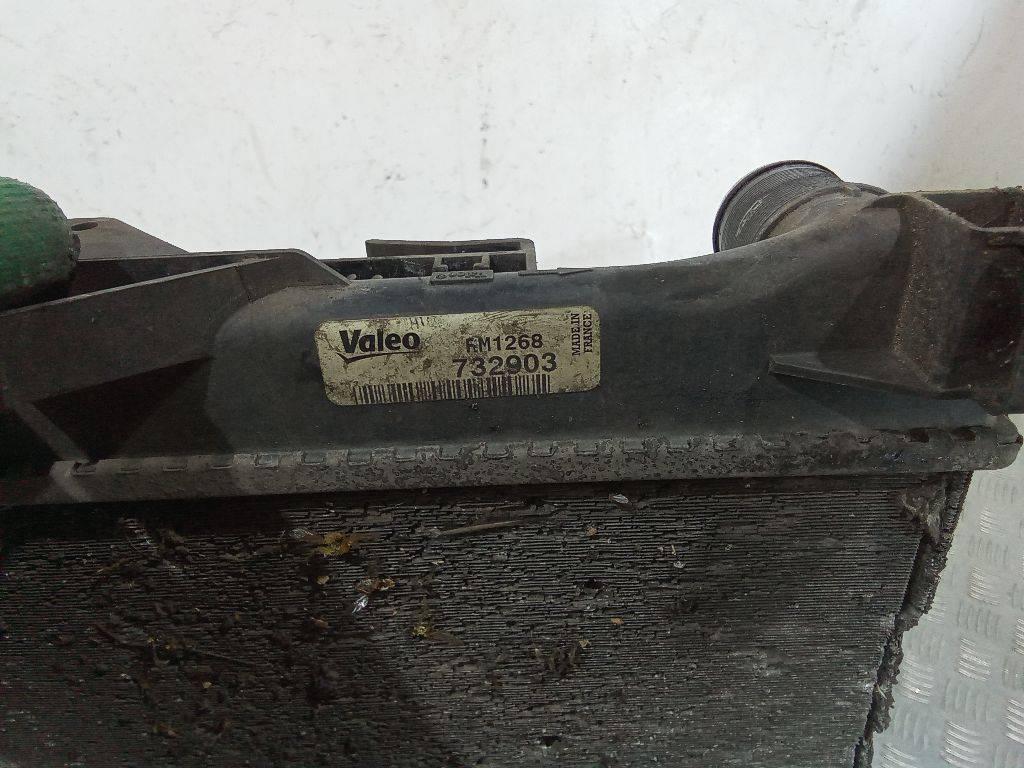 Valeo
RM1268
732903
MADE IN
FRANCE